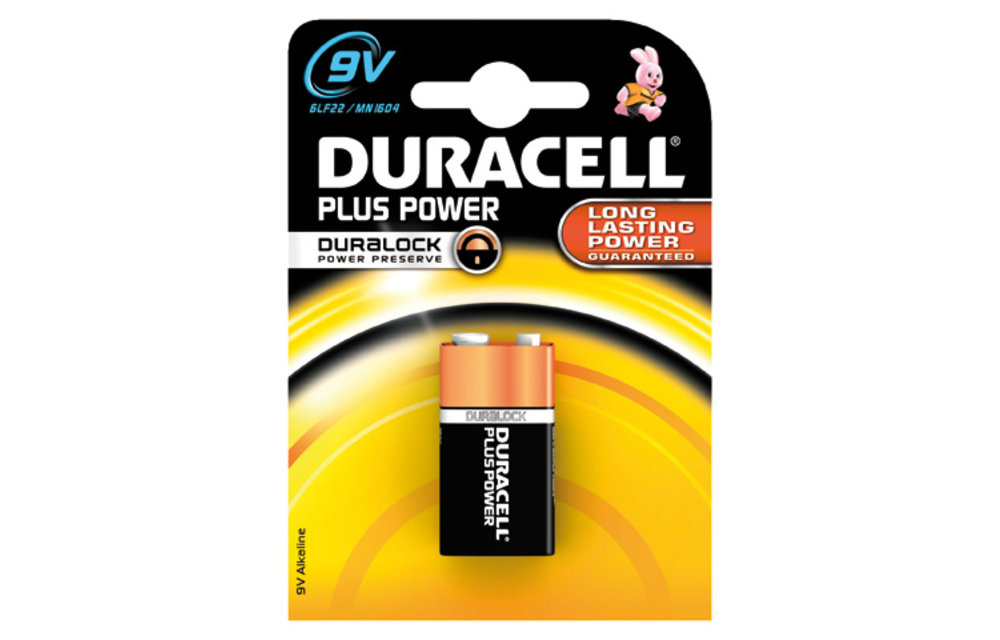 9V
6LF22 / MN1604
DURACELL®
PLUS POWER
DURALOCK
POWER PRESERVE
LONG
LASTING
POWER
GUARANTEED
DURALOCK
DURACELL®
PLUS POWER
9V Alkaline